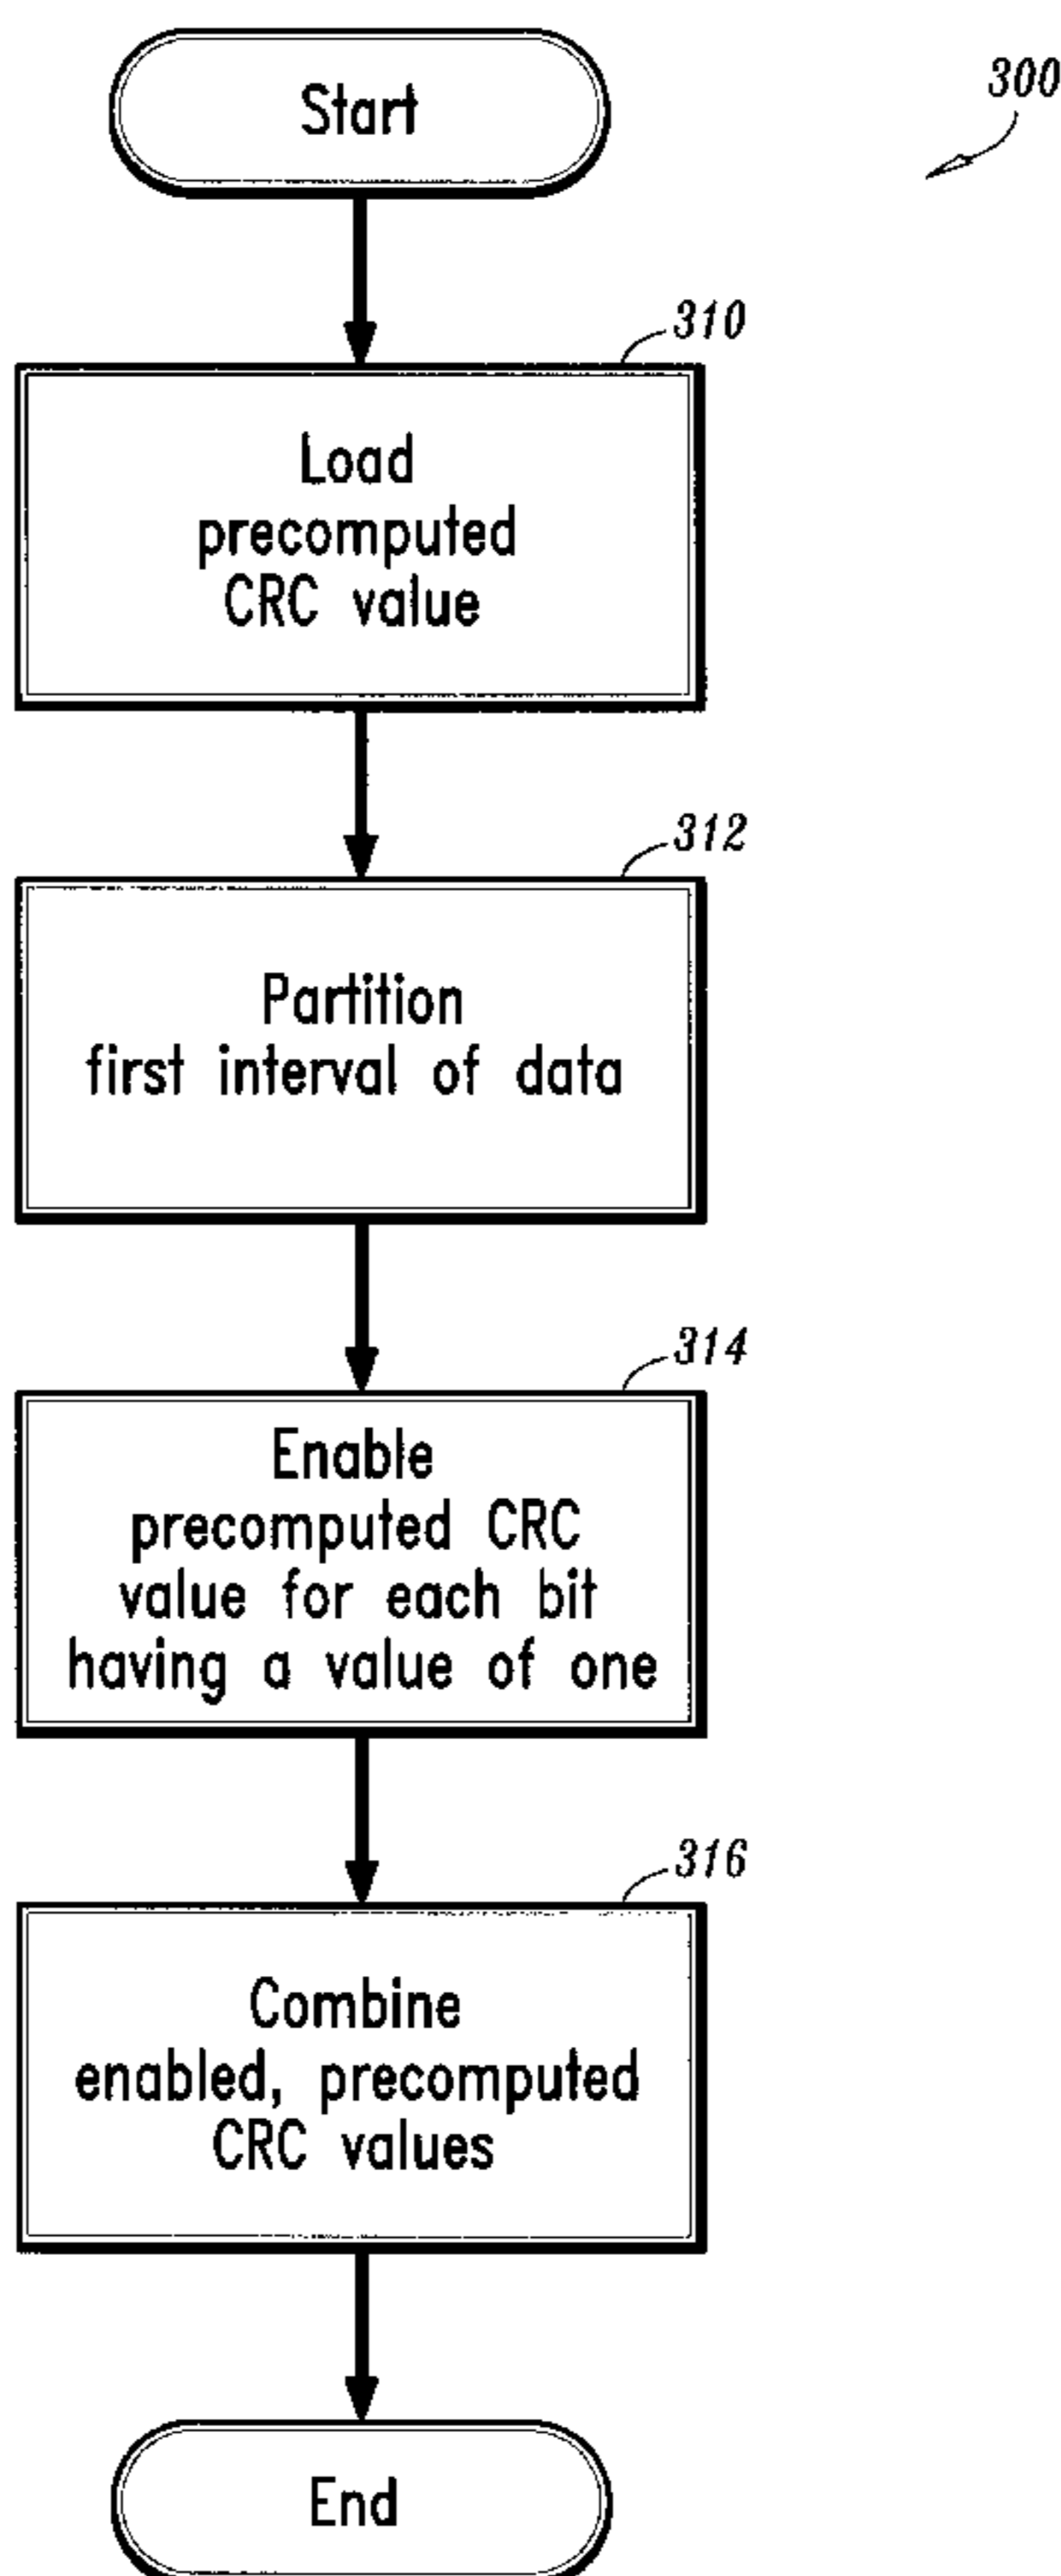 Start
300
310
Load
precomputed
CRC value
312
Partition
first interval of data
314
Enable
precomputed CRC
value for each bit
having a value of one
316
Combine
enabled, precomputed
CRC values
End